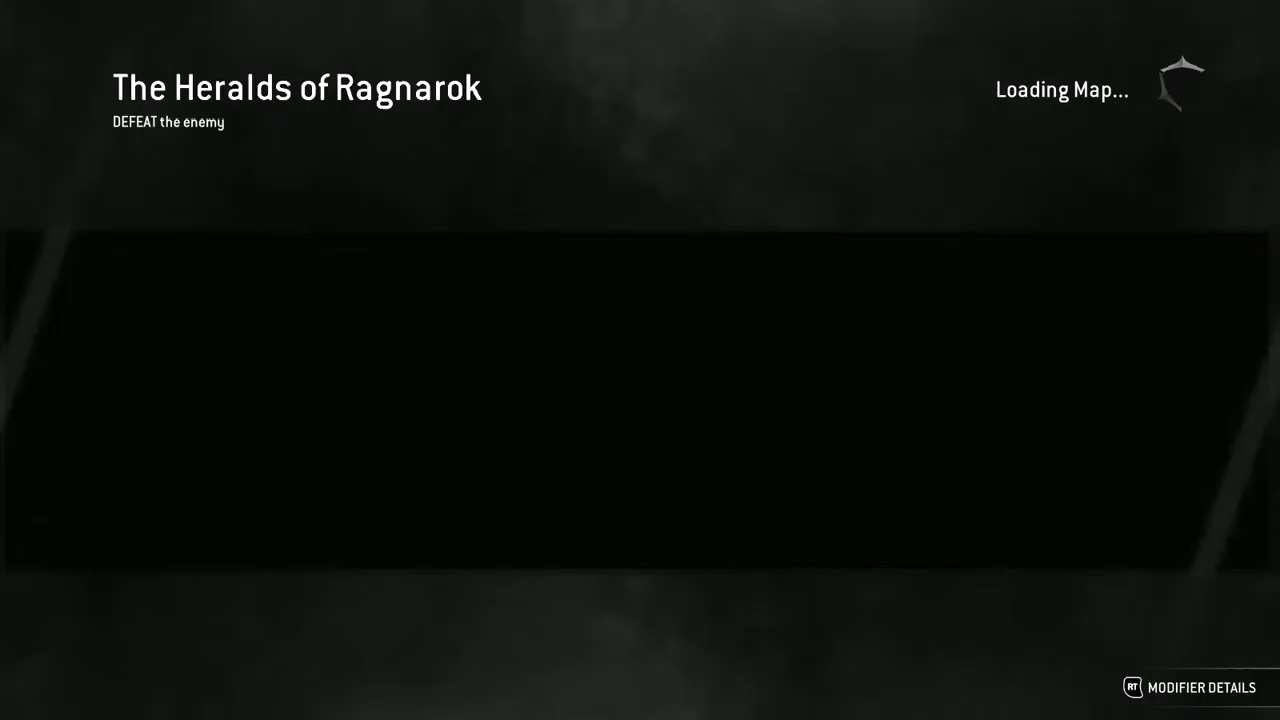 The Heralds of Ragnarok
DEFEAT the enemy
Loading Map...
RT MODIFIER DETAILS